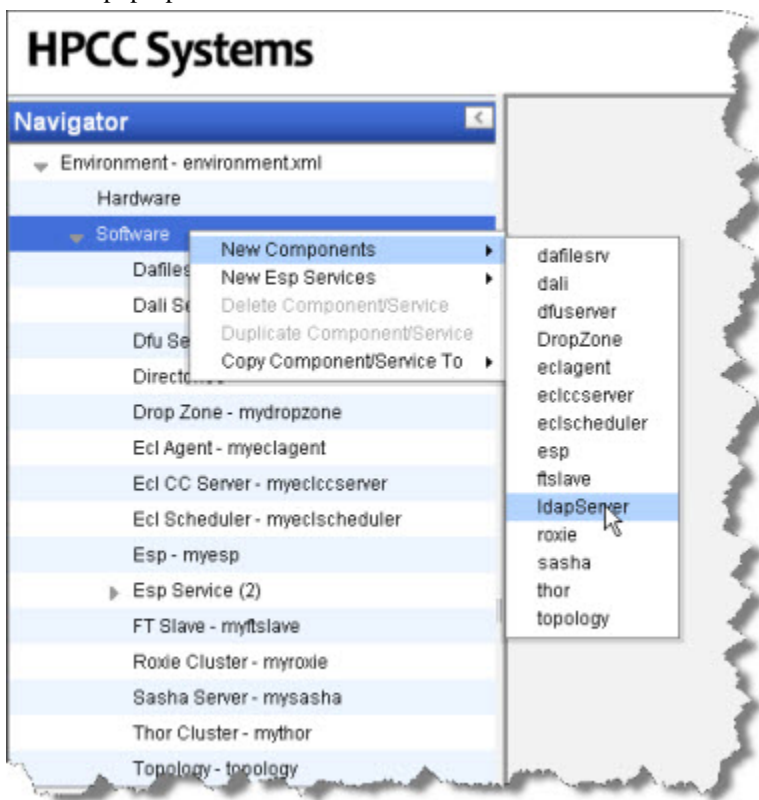 HPCC Systems
Navigator
Environment - environment.xml
Hardware
Software
Dafiles
Dali Se
Dfu Se
Directo
Drop Zone - mydropzone
Ecl Agent - myeclagent
Ecl CC Server - myeclccserver
Ecl Scheduler - myeclscheduler
Esp - myesp
Esp Service (2)
FT Slave - myftslave
Roxie Cluster - myroxie
Sasha Server - mysasha
Thor Cluster - mythor
Topology - topology
New Components
New Esp Services
Delete Component/Service
Duplicate Component/Service
Copy Component/Service To
dafilesrv
dali
dfuserver
DropZone
eclagent
eclccserver
eclscheduler
esp
ftslave
ldapServer
roxie
sasha
thor
topology